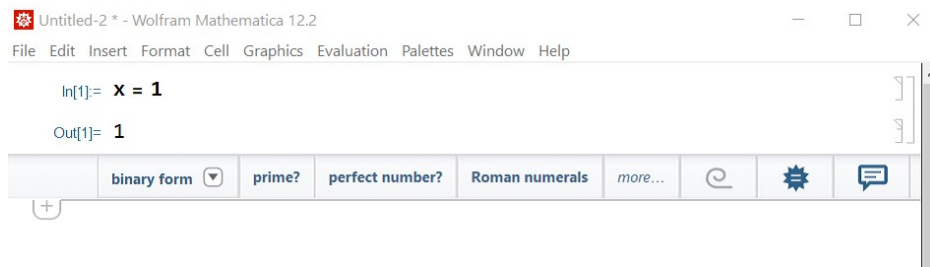 Untitled-2 * - Wolfram Mathematica 12.2
File Edit Insert Format Cell Graphics Evaluation Palettes Window Help
In[1]:= x = 1
Out[1]= 1
binary form prime? perfect number? Roman numerals more...